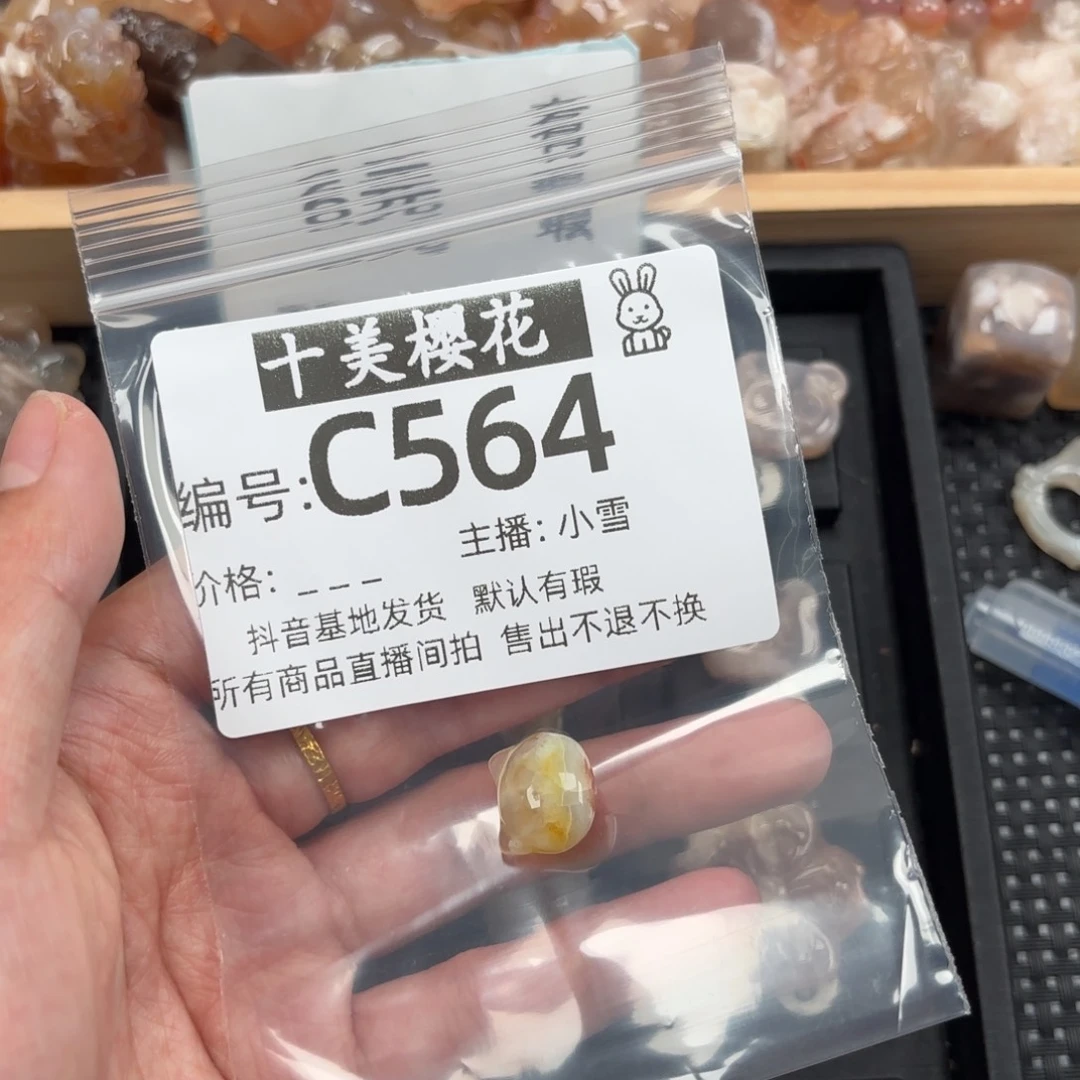 十美樱花
编号:C564
主播:小雪
价格:_ _ _
抖音基地发货 默认有瑕
所有商品直播间拍 售出不退不换